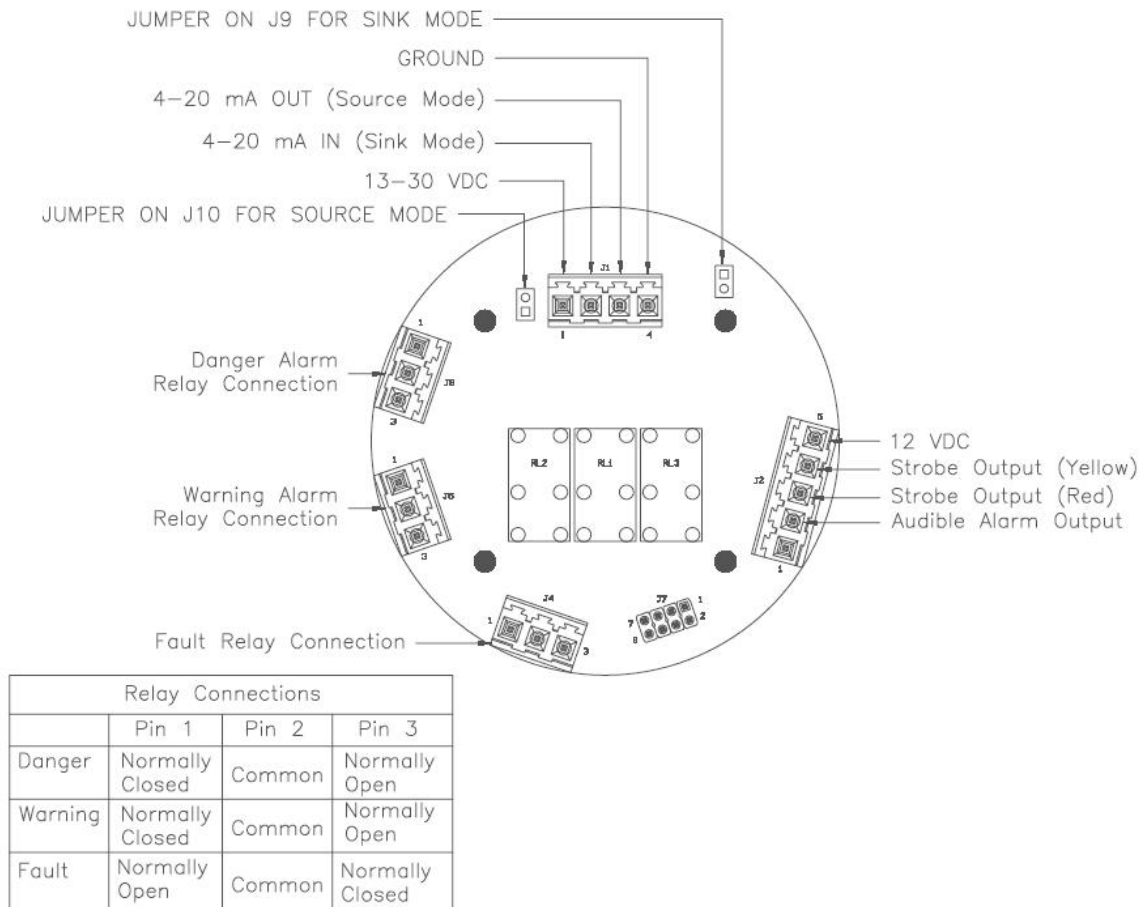 JUMPER ON J9 FOR SINK MODE
GROUND
4-20 mA OUT (Source Mode)
4-20 mA IN (Sink Mode)
13-30 VDC
JUMPER ON J10 FOR SOURCE MODE
J1
1
4
1
Danger Alarm
Relay Connection
J8
3
5
12 VDC
Strobe Output (Yellow)
Strobe Output (Red)
Audible Alarm Output
J2
1
RL2
RL1
RL3
1
Warning Alarm
Relay Connection
J6
3
J4
1
3
J7
1
7
2
8
Fault Relay Connection
Relay Connections
Pin 1
Pin 2
Pin 3
Danger
Normally
Closed
Common
Normally
Open
Warning
Normally
Closed
Common
Normally
Open
Fault
Normally
Open
Common
Normally
Closed